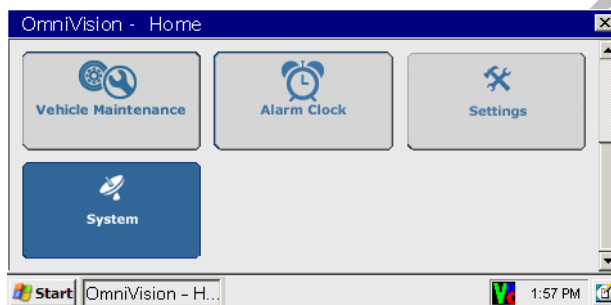 OmniVision - Home
Vehicle Maintenance
Alarm Clock
Settings
System
Start
OmniVision - H...
1:57 PM